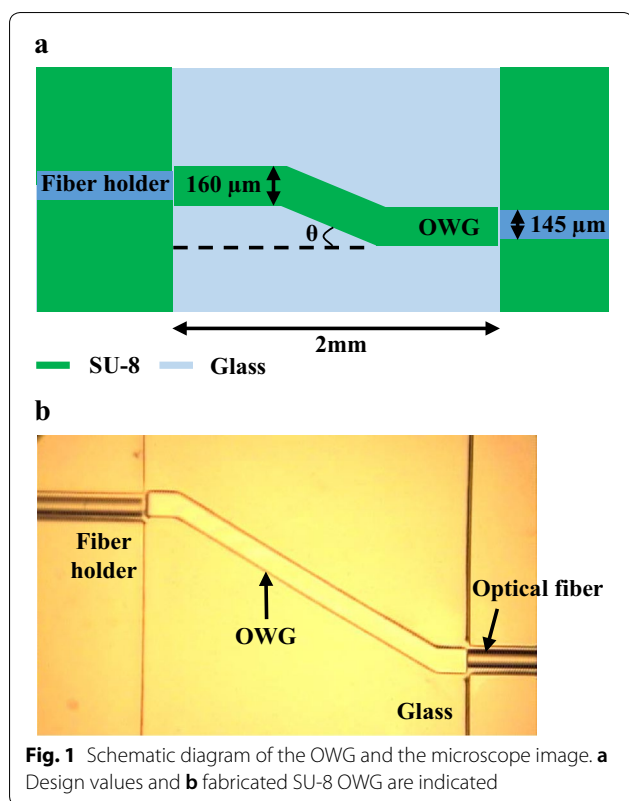 a
Fiber holder
160 μm
θ
OWG
145 μm
2mm
SU-8
Glass
b
Fiber
holder
OWG
Optical fiber
Glass
Fig. 1 Schematic diagram of the OWG and the microscope image. a
Design values and b fabricated SU-8 OWG are indicated